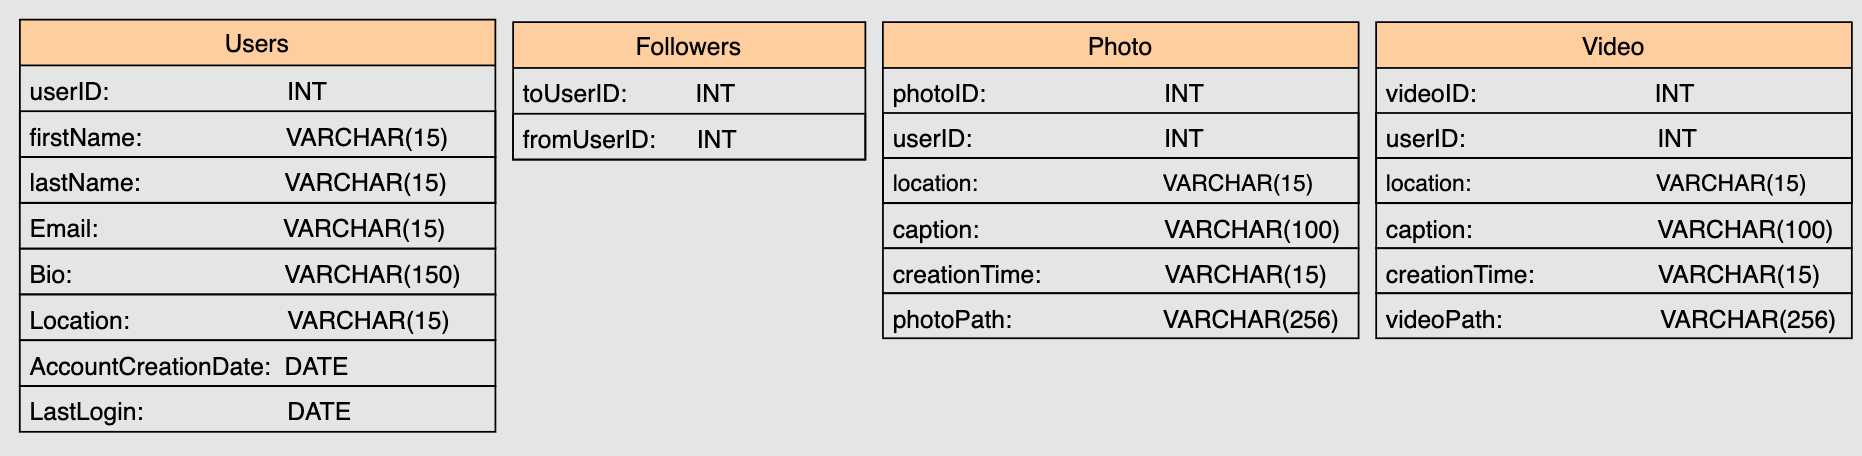 Users
userID: INT
firstName: VARCHAR(15)
lastName: VARCHAR(15)
Email: VARCHAR(15)
Bio: VARCHAR(150)
Location: VARCHAR(15)
AccountCreationDate: DATE
LastLogin: DATE
Followers
toUserID: INT
fromUserID: INT
Photo
photoID: INT
userID: INT
location: VARCHAR(15)
caption: VARCHAR(100)
creationTime: VARCHAR(15)
photoPath: VARCHAR(256)
Video
videoID: INT
userID: INT
location: VARCHAR(15)
caption: VARCHAR(100)
creationTime: VARCHAR(15)
videoPath: VARCHAR(256)